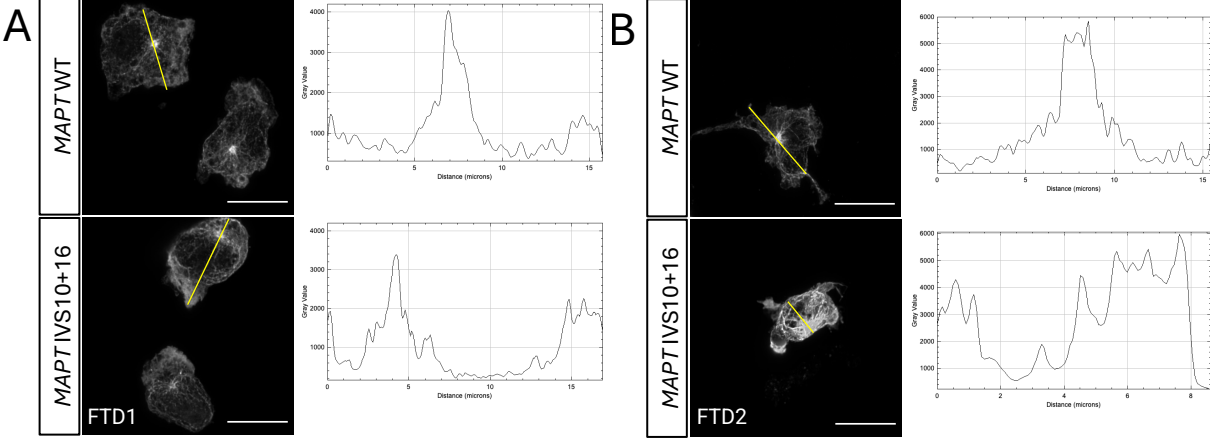 A
MAPT WT
4000
3000
2000
1000
0
5
10
15
Gray Value
Distance (microns)
MAPT IVS10+16
FTD1
4000
3000
2000
1000
0
5
10
15
Gray Value
Distance (microns)
B
MAPT WT
6000
5000
4000
3000
2000
1000
0
5
10
15
Gray Value
Distance (microns)
MAPT IVS10+16
FTD2
6000
5000
4000
3000
2000
1000
0
2
4
6
8
Gray Value
Distance (microns)